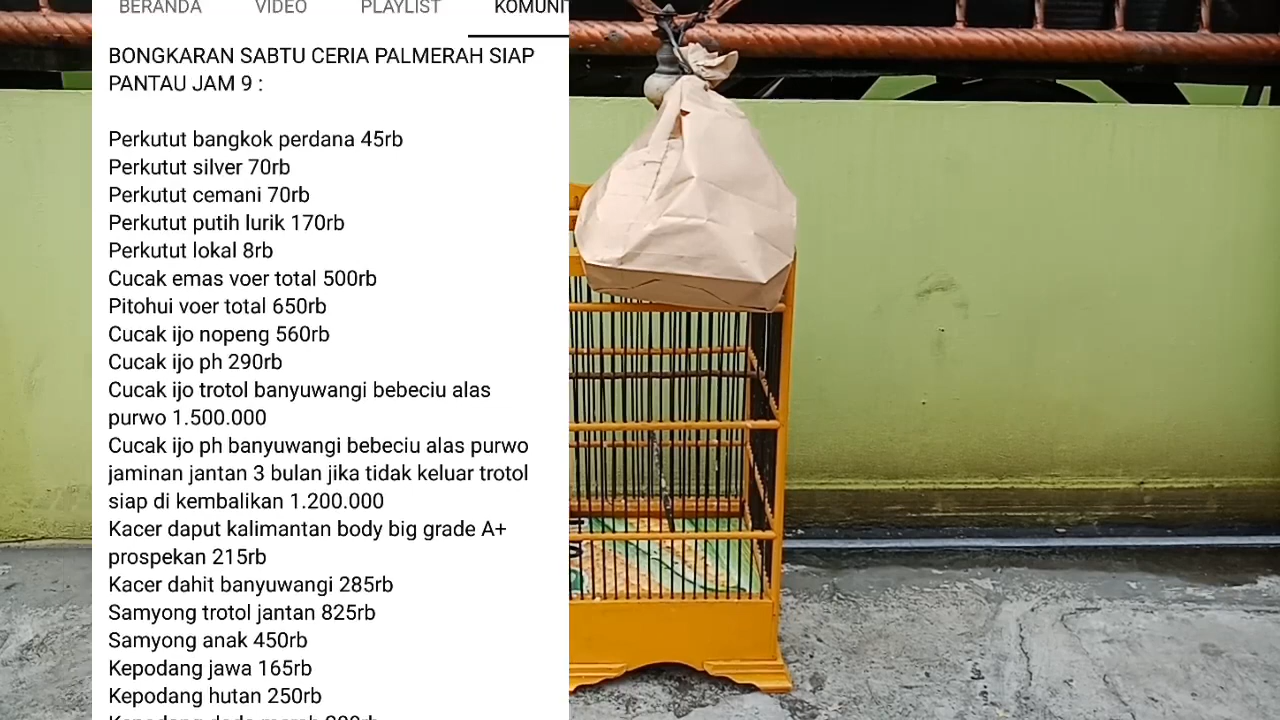 BERANDA VIDEO PLAYLIST KOMUNI
BONGKARAN SABTU CERIA PALMERAH SIAP
PANTAU JAM 9 :
Perkutut bangkok perdana 45rb
Perkutut silver 70rb
Perkutut cemani 70rb
Perkutut putih lurik 170rb
Perkutut lokal 8rb
Cucak emas voer total 500rb
Pitohui voer total 650rb
Cucak ijo nopeng 560rb
Cucak ijo ph 290rb
Cucak ijo trotol banyuwangi bebeciu alas
purwo 1.500.000
Cucak ijo ph banyuwangi bebeciu alas purwo
jaminan jantan 3 bulan jika tidak keluar trotol
siap di kembalikan 1.200.000
Kacer daput kalimantan body big grade A+
prospekan 215rb
Kacer dahit banyuwangi 285rb
Samyong trotol jantan 825rb
Samyong anak 450rb
Kepodang jawa 165rb
Kepodang hutan 250rb